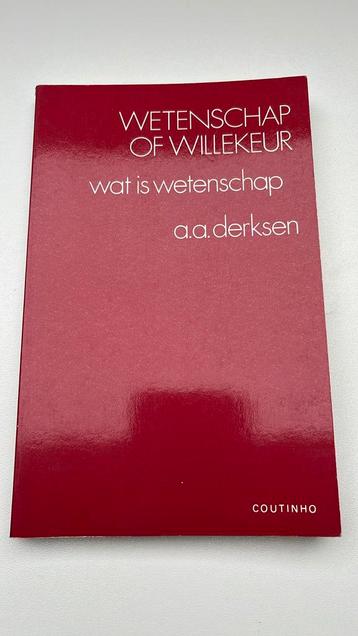 WETENSCHAP
OF WILLEKEUR
wat is wetenschap
a.a. derksen
COUTINHO